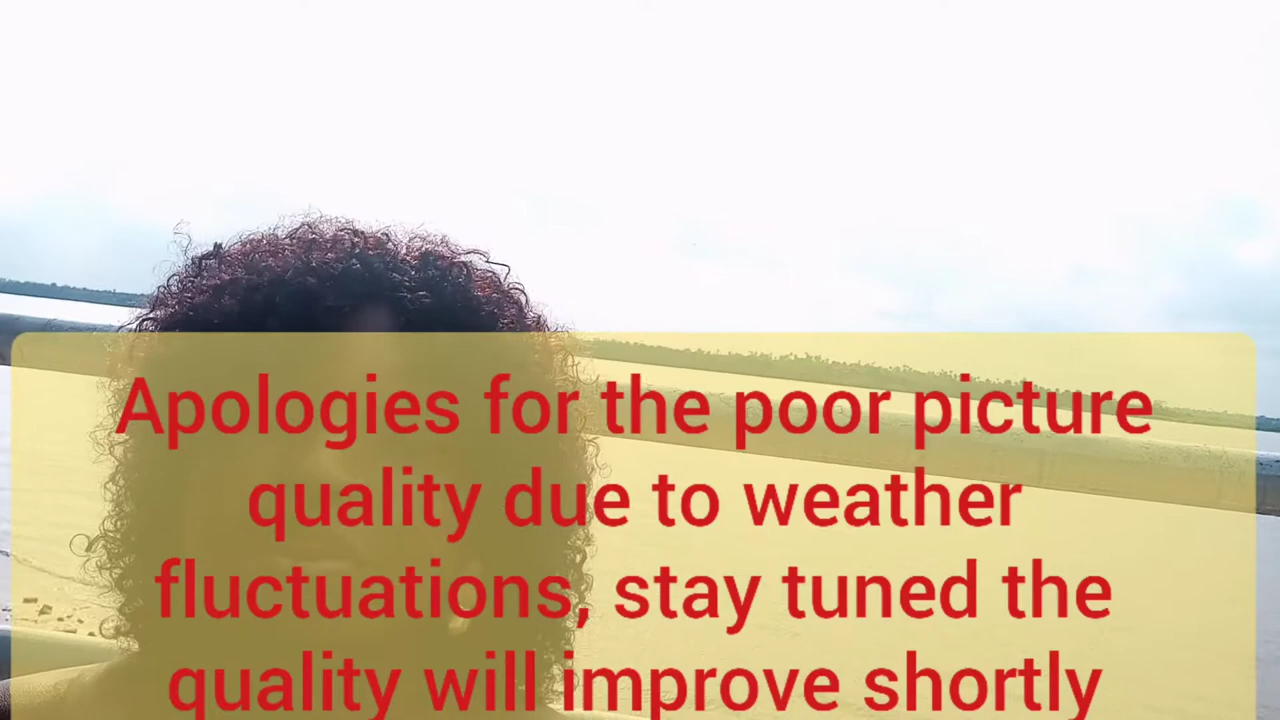 Apologies for the poor picture
quality due to weather
fluctuations, stay tuned the
quality will improve shortly